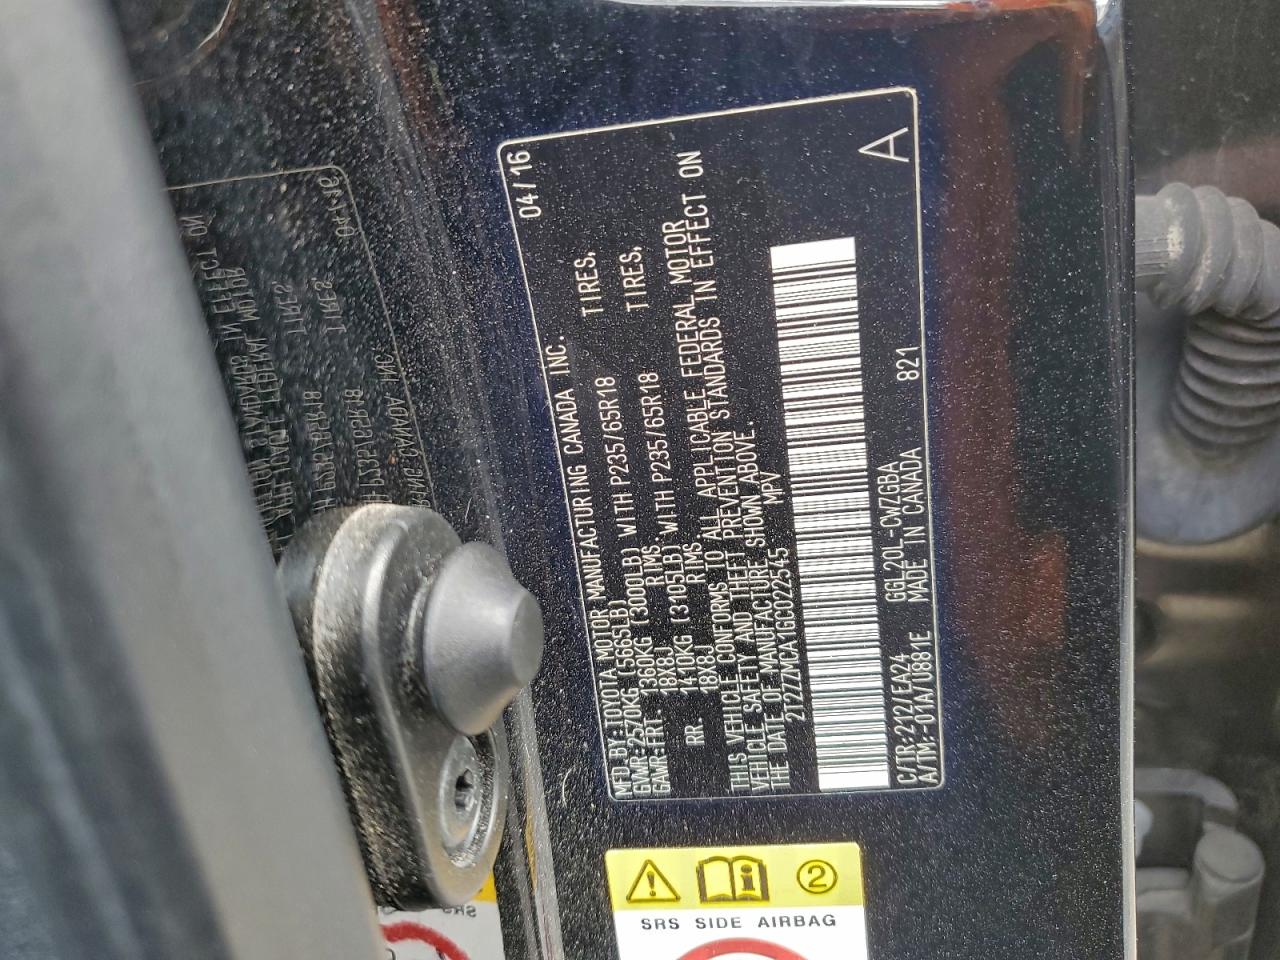 MFD.BY:TOYOTA MOTOR MANUFACTURING CANADA INC. 04/16
GVWR:2570KG (5665LB)
GAWR:FRT 1360KG (3000LB) WITH P235/65R18 TIRES,
18X8J RIMS
RR 1410KG (3105LB) WITH P235/65R18 TIRES,
18X8J RIMS
THIS VEHICLE CONFORMS TO ALL APPLICABLE FEDERAL MOTOR
VEHICLE SAFETY AND THEFT PREVENTION STANDARDS IN EFFECT ON
THE DATE OF MANUFACTURE SHOWN ABOVE.
2T2ZZMCA1GC022545 MPV
C/TR:212/EA24 GGL20L-CWZGBA 821 A
A/TM:-01A/U881E MADE IN CANADA
2
SRS SIDE AIRBAG